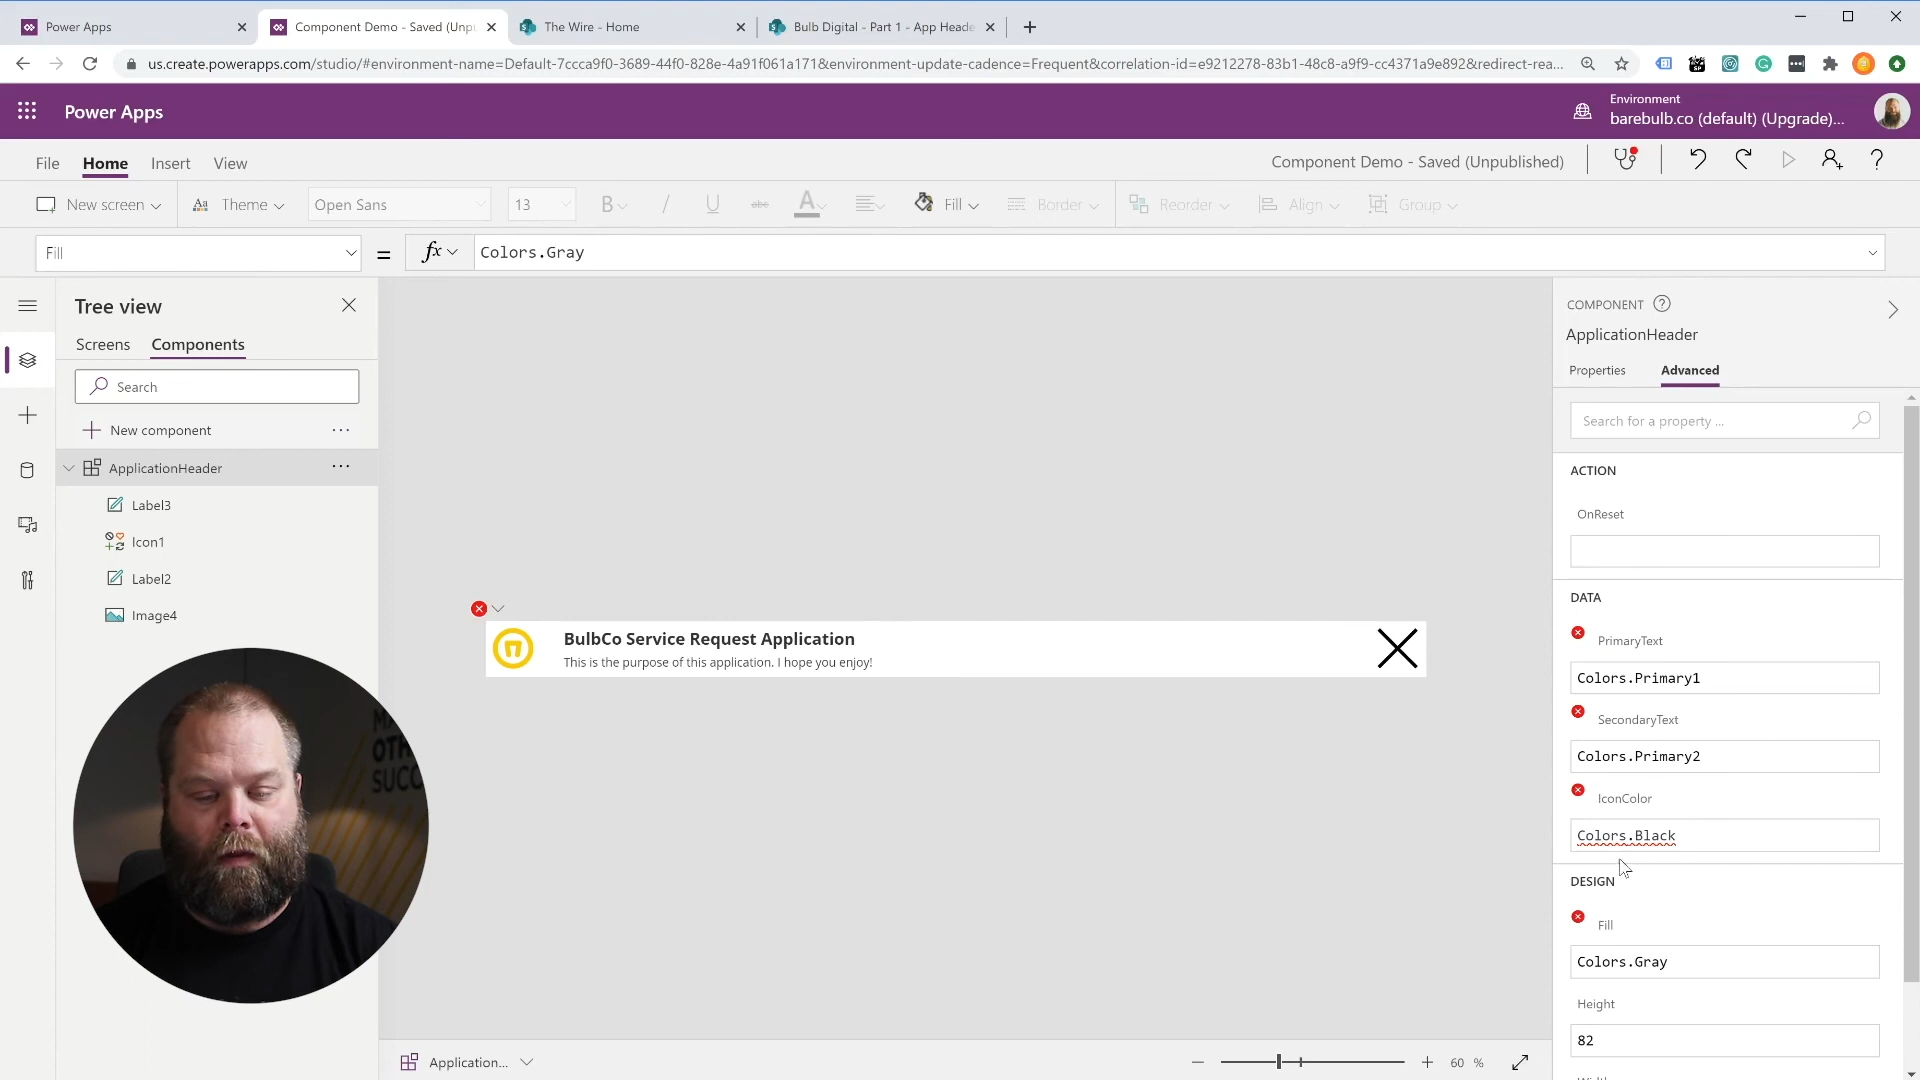 Power Apps
Component Demo - Saved (Unpu
The Wire - Home
Bulb Digital - Part 1 - App Heade
us.create.powerapps.com/studio/#environment-name=Default-7ccca9f0-3689-44f0-828e-4a91f061a171&environment-update-cadence=Frequent&correlation-id=e9212278-83b1-48c8-a9f9-cc4371a9e892&redirect-rea...
Power Apps
Environment
barebulb.co (default) (Upgrade)...
File
Home
Insert
View
Component Demo - Saved (Unpublished)
New screen
Theme
Open Sans
13
B
/
U
abc
A
Fill
Border
Reorder
Align
Group
Fill
=
fx
Colors.Gray
Tree view
Screens
Components
Search
New component
...
ApplicationHeader
...
Label3
Icon1
Label2
Image4
BulbCo Service Request Application
This is the purpose of this application. I hope you enjoy!
COMPONENT
ApplicationHeader
Properties
Advanced
Search for a property ...
ACTION
OnReset
DATA
PrimaryText
Colors.Primary1
SecondaryText
Colors.Primary2
IconColor
Colors.Black
DESIGN
Fill
Colors.Gray
Height
82
Application...
60 %